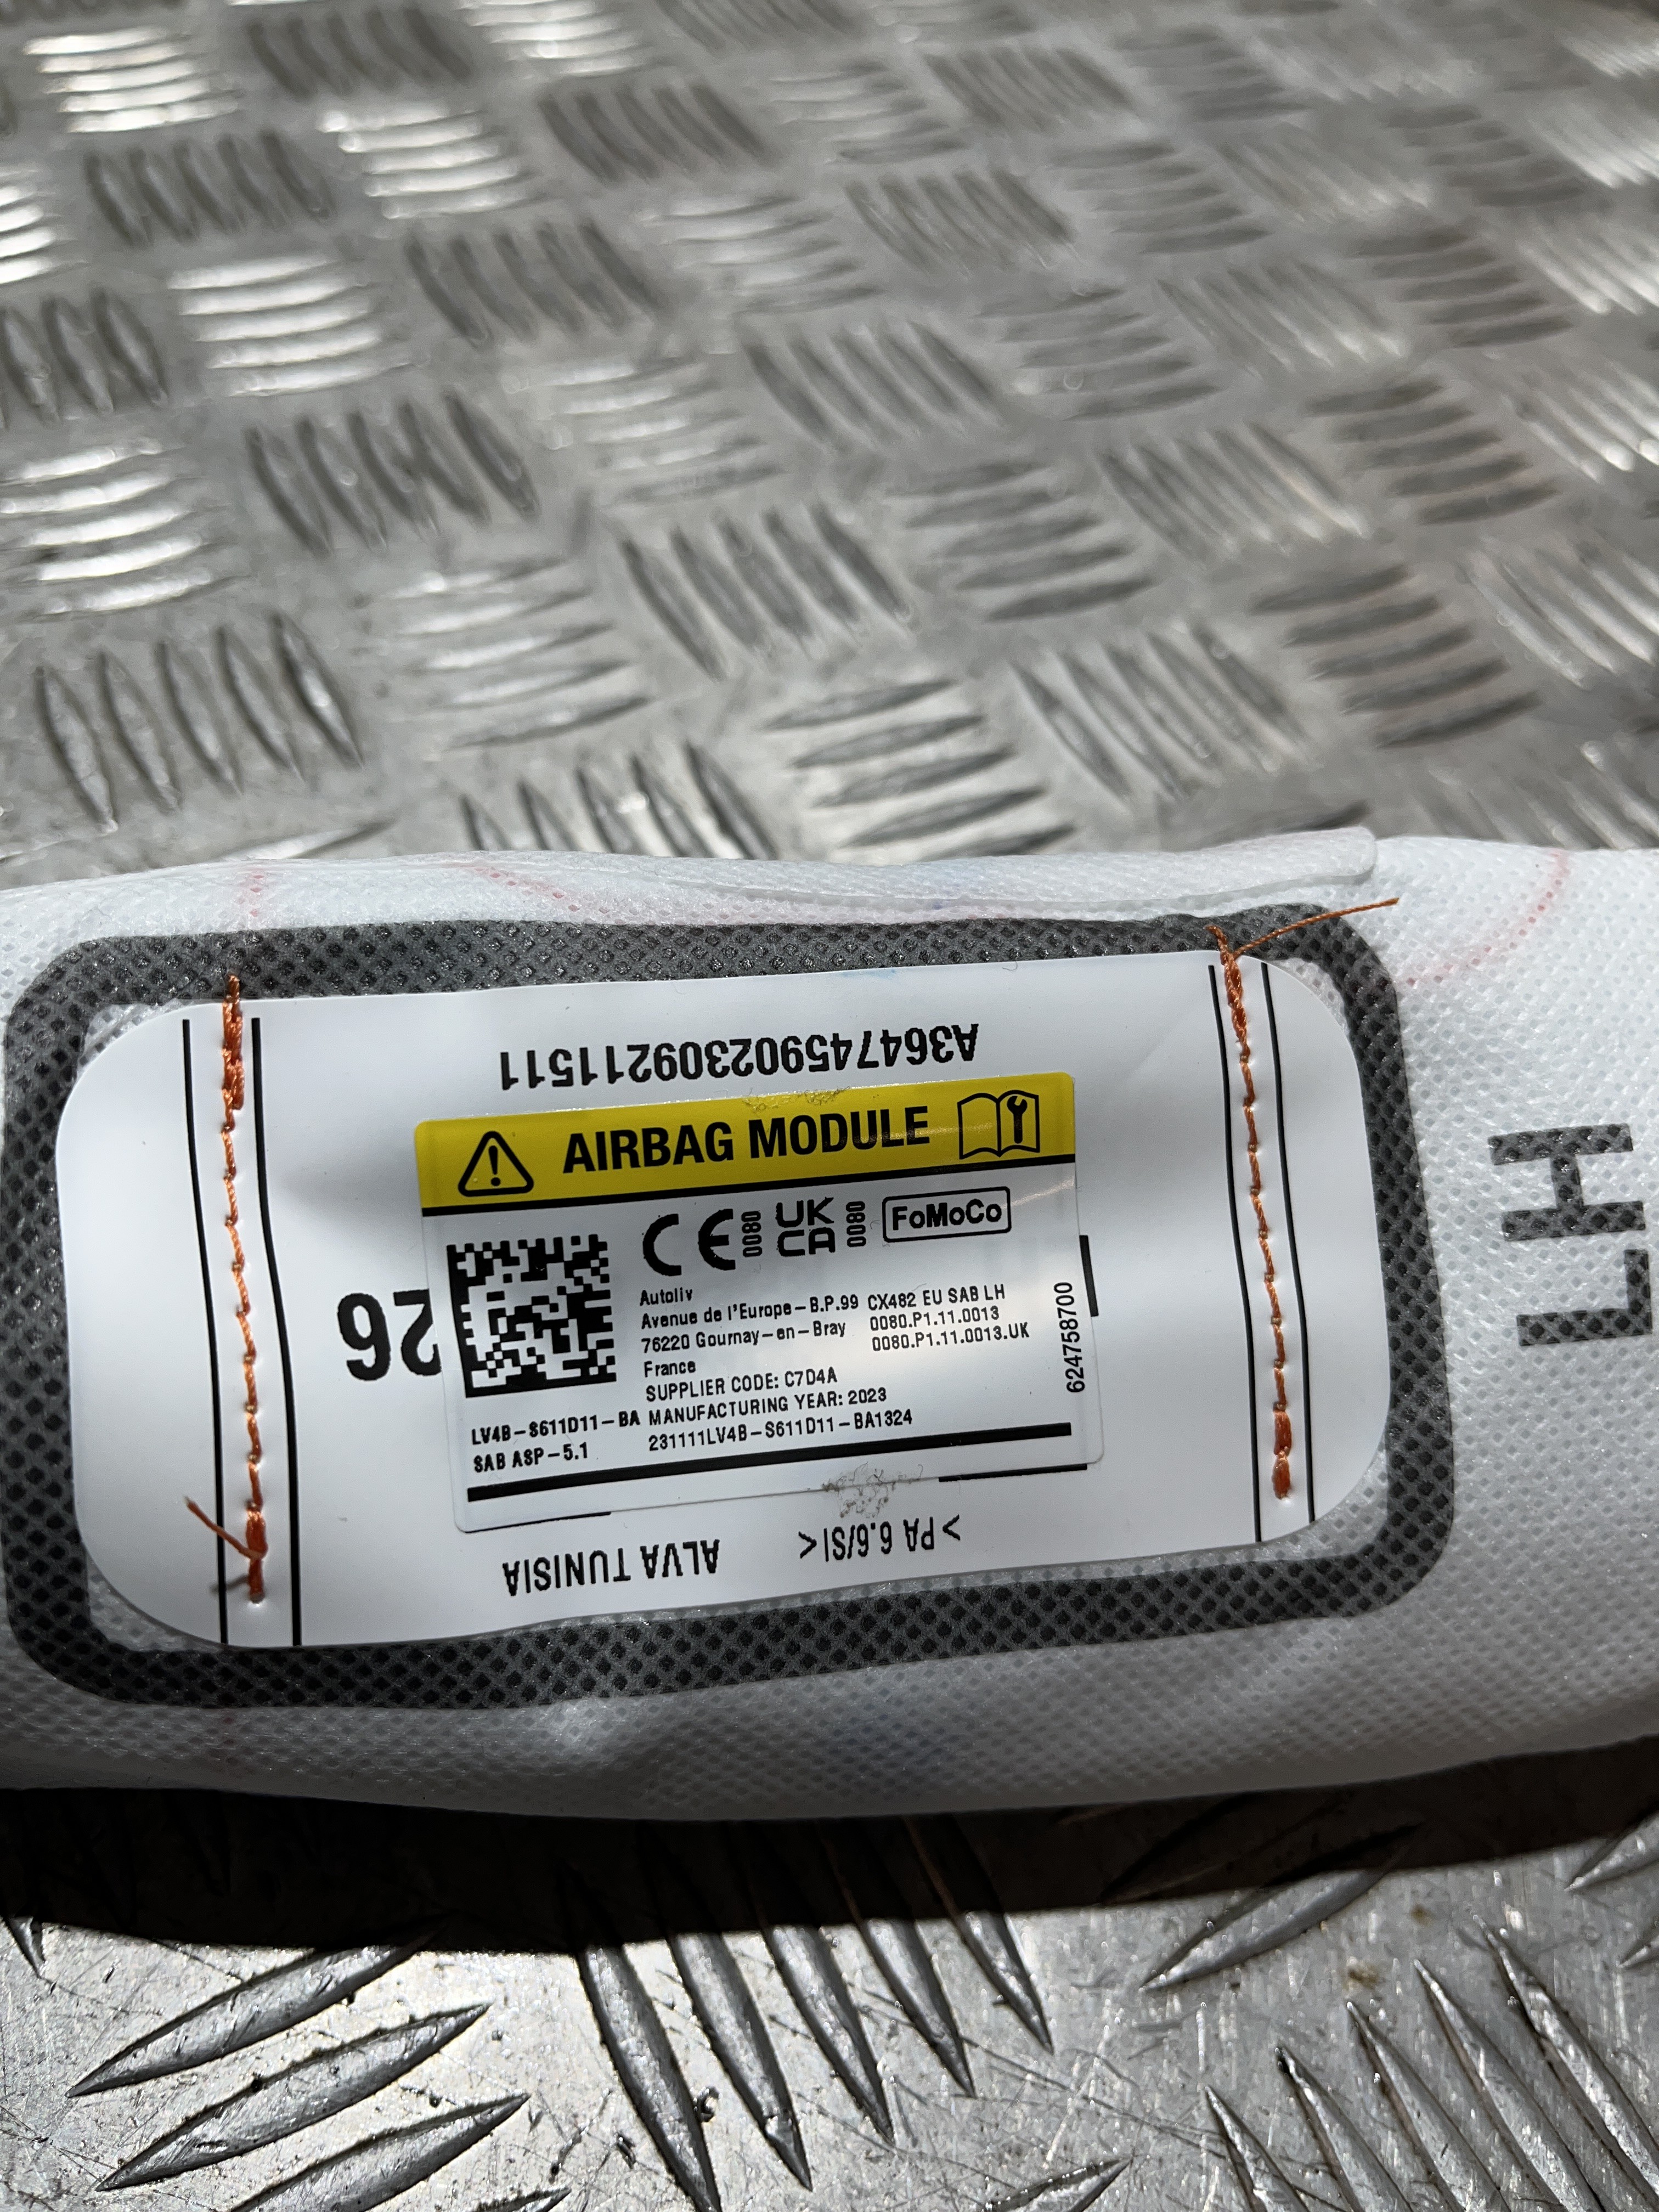 A3647459023092 11511
AIRBAG MODULE
CE 0080 UK CA 0080 FoMoCo
Autoliv
Avenue de l'Europe-B.P.99 CX482 EU SAB LH
76220 Gournay-en-Bray 0080.P1.11.0013
France 0080.P1.11.0013.UK
SUPPLIER CODE: C7D4A
LV4B-S611D11-BA MANUFACTURING YEAR: 2023
SAB ASP-5.1 231111LV4B-S611D11-BA1324
624758700
26
ALVA TUNISIA >PA 6.6/SI<
LH